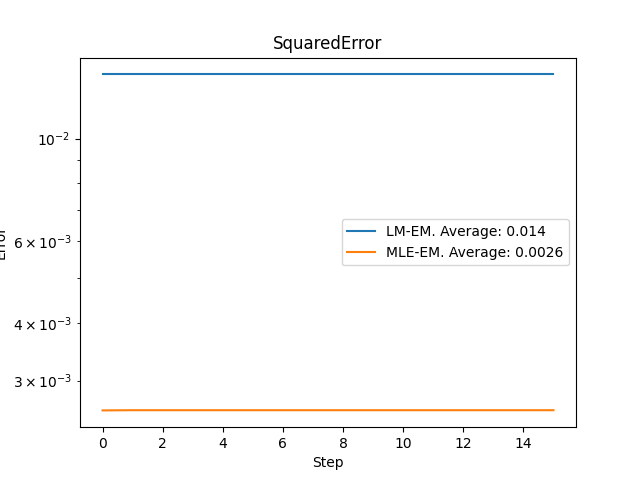 SquaredError
10⁻²
6 × 10⁻³
4 × 10⁻³
3 × 10⁻³
Error
LM-EM. Average: 0.014
MLE-EM. Average: 0.0026
0 2 4 6 8 10 12 14
Step